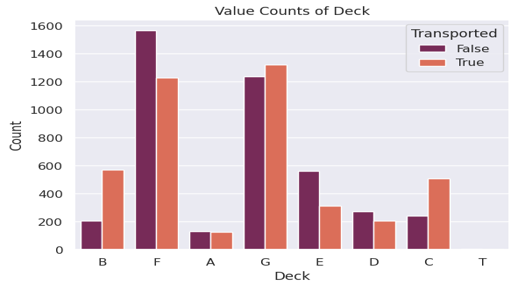 Value Counts of Deck
Transported
False
True
1600
1400
1200
1000
800
600
400
200
0
Count
B F A G E D C T
Deck